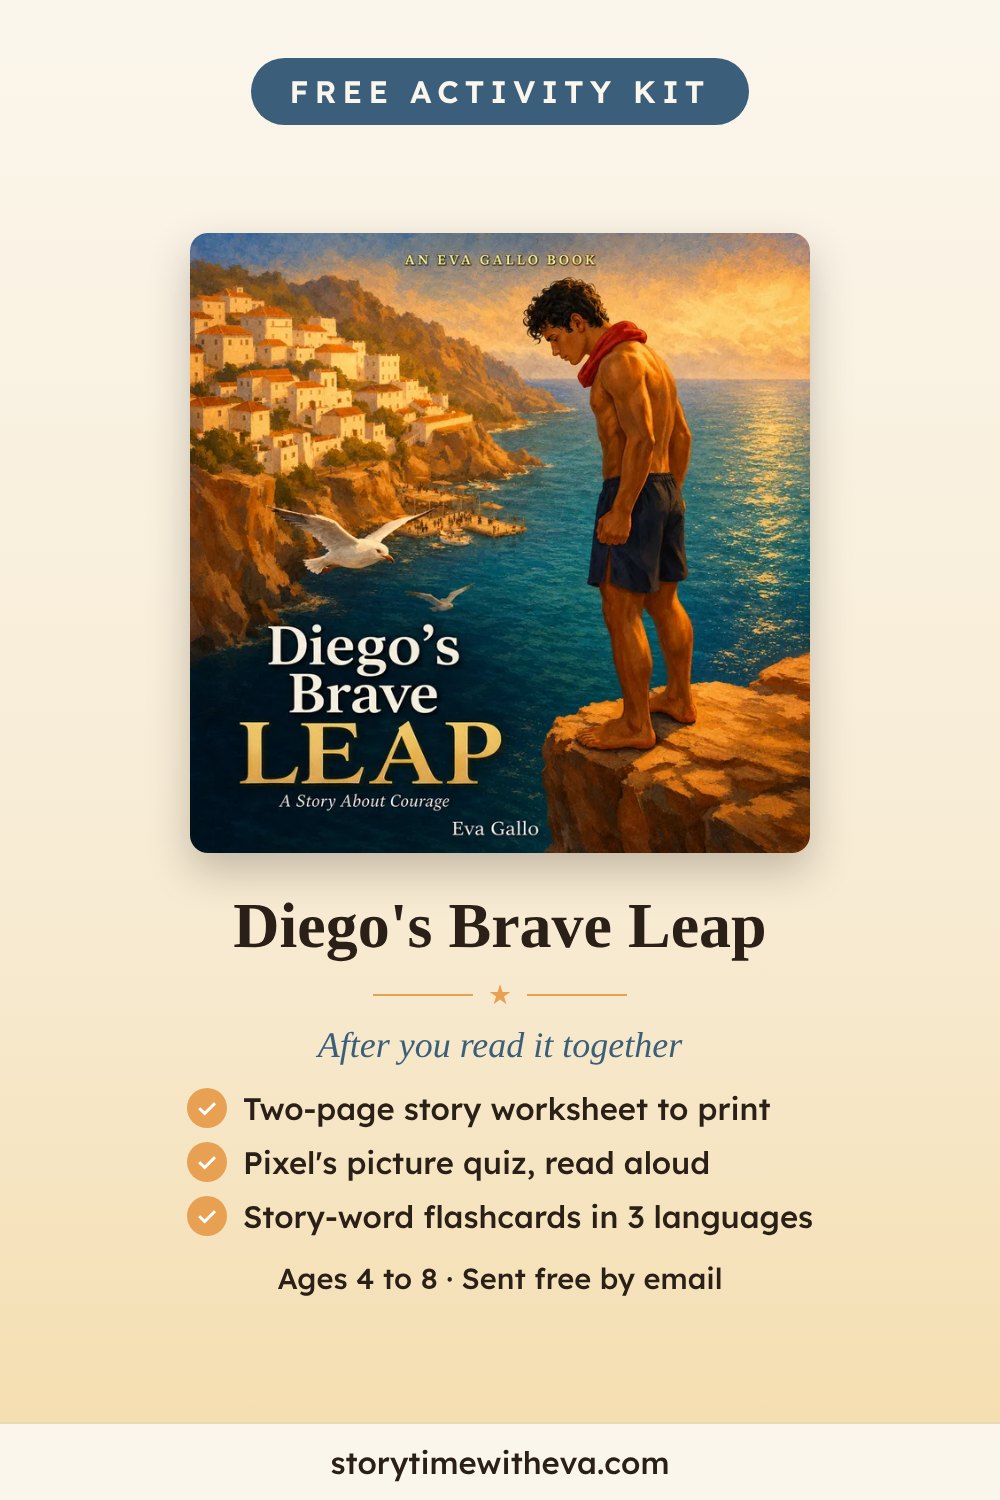 FREE ACTIVITY KIT
AN EVA GALLO BOOK
Diego's
Brave
LEAP
A Story About Courage
Eva Gallo
Diego's Brave Leap
After you read it together
Two-page story worksheet to print
Pixel's picture quiz, read aloud
Story-word flashcards in 3 languages
Ages 4 to 8 · Sent free by email
storytimewitheva.com